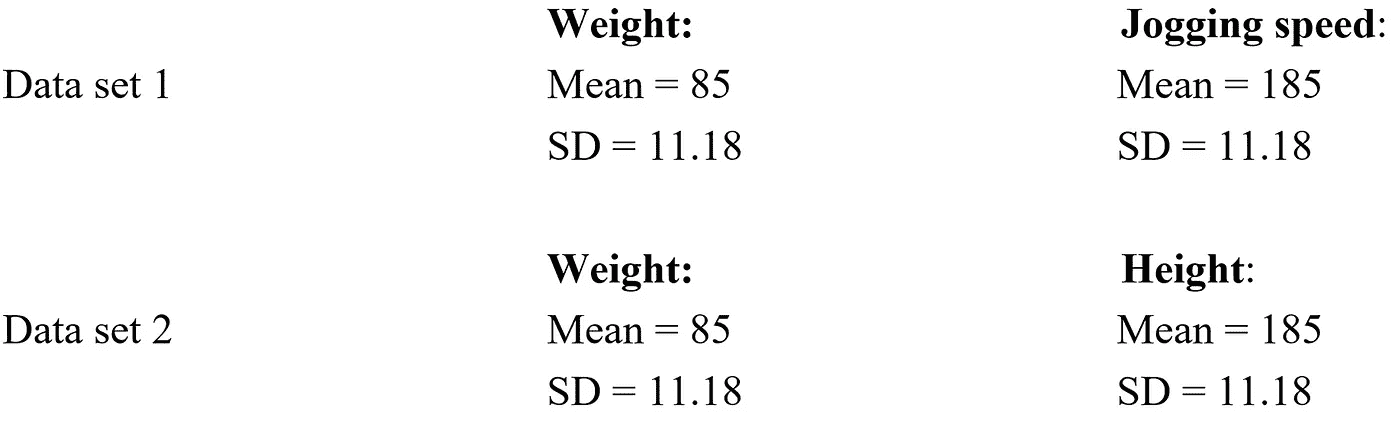 Weight: Jogging speed:
Data set 1 Mean = 85 Mean = 185
SD = 11.18 SD = 11.18
Weight: Height:
Data set 2 Mean = 85 Mean = 185
SD = 11.18 SD = 11.18